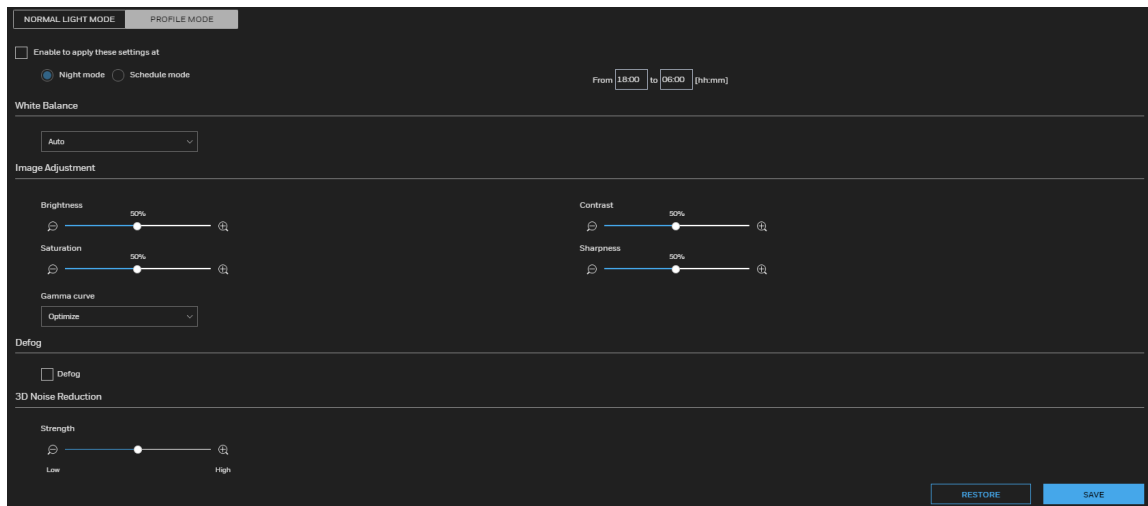 NORMAL LIGHT MODE PROFILE MODE
Enable to apply these settings at
Night mode Schedule mode
From 18:00 to 06:00 [hh:mm]
White Balance
Auto
Image Adjustment
Brightness Contrast
50% 50%
Saturation Sharpness
50% 50%
Gamma curve
Optimize
Defog
Defog
3D Noise Reduction
Strength
Low High
RESTORE SAVE